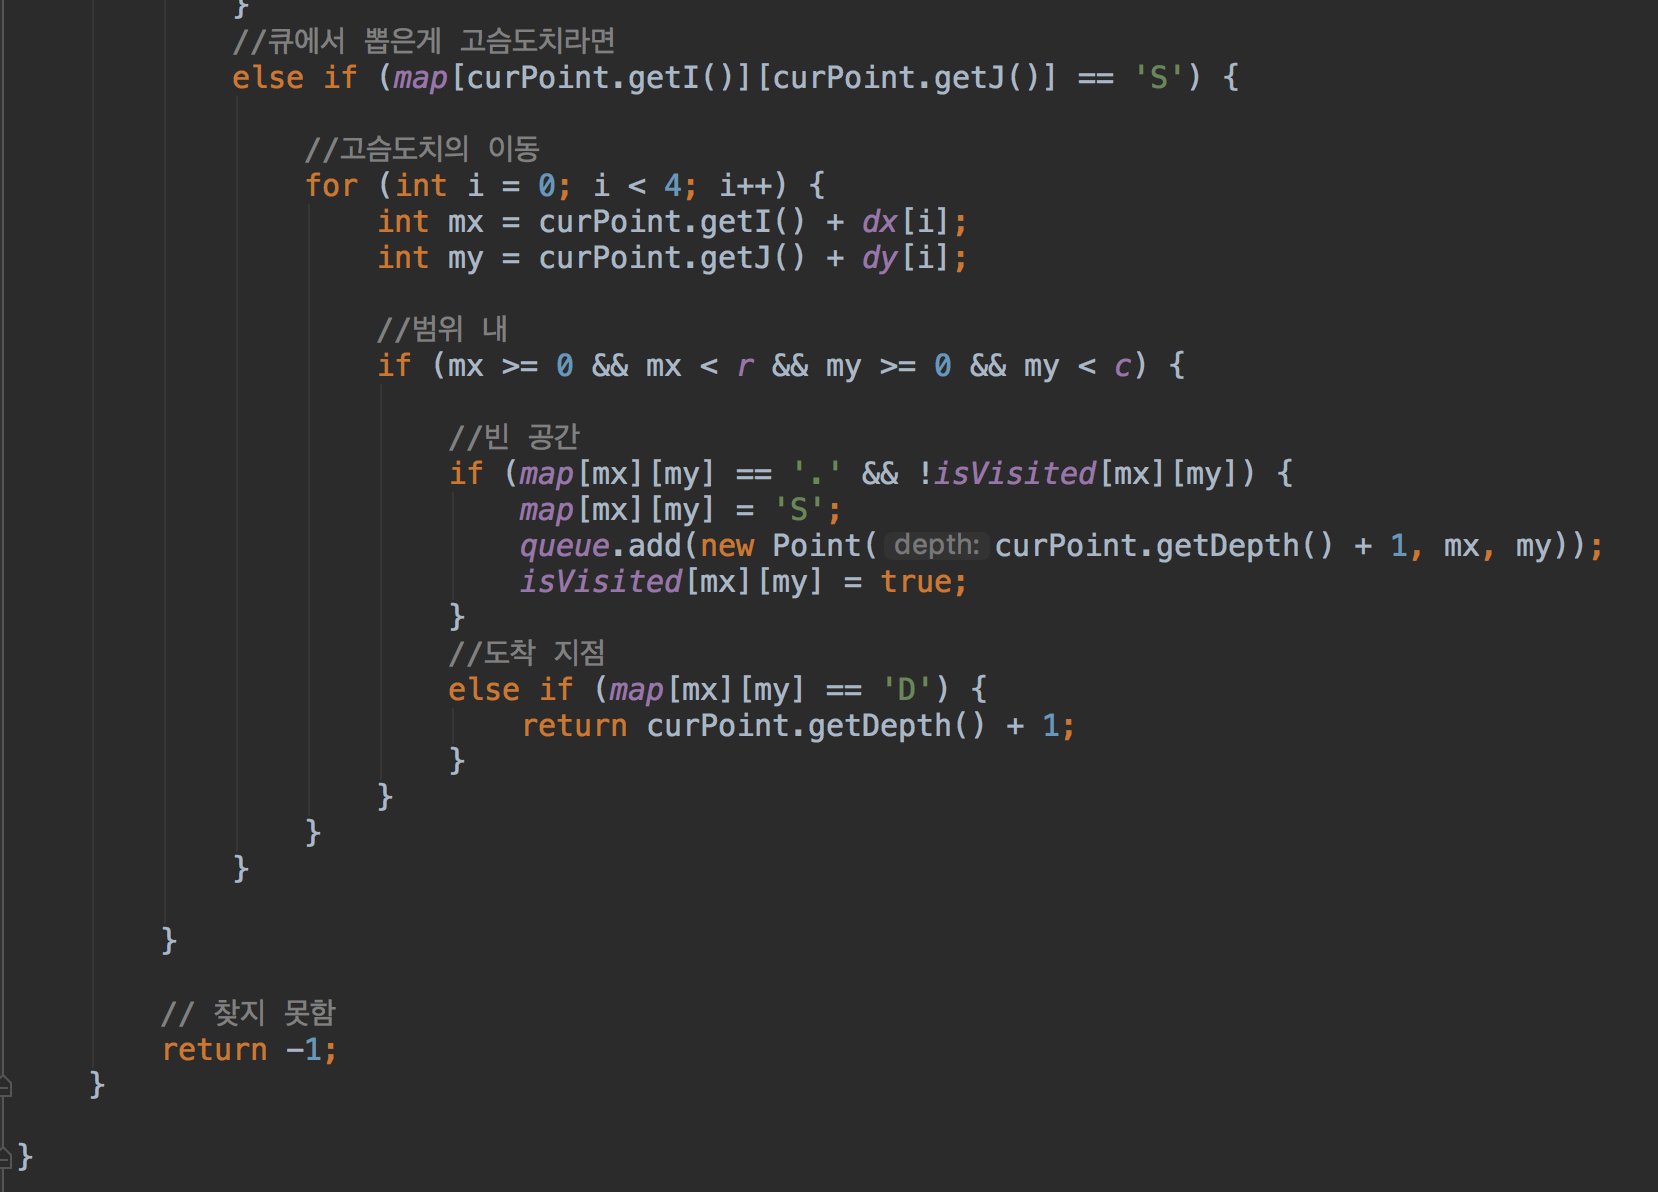 }
//큐에서 뽑은게 고슴도치라면
else if (map[curPoint.getI()][curPoint.getJ()] == 'S') {
//고슴도치의 이동
for (int i = 0; i < 4; i++) {
int mx = curPoint.getI() + dx[i];
int my = curPoint.getJ() + dy[i];
//범위 내
if (mx >= 0 && mx < r && my >= 0 && my < c) {
//빈 공간
if (map[mx][my] == '.' && !isVisited[mx][my]) {
map[mx][my] = 'S';
queue.add(new Point( depth: curPoint.getDepth() + 1, mx, my));
isVisited[mx][my] = true;
}
//도착 지점
else if (map[mx][my] == 'D') {
return curPoint.getDepth() + 1;
}
}
}
}
}
// 찾지 못함
return -1;
}
}